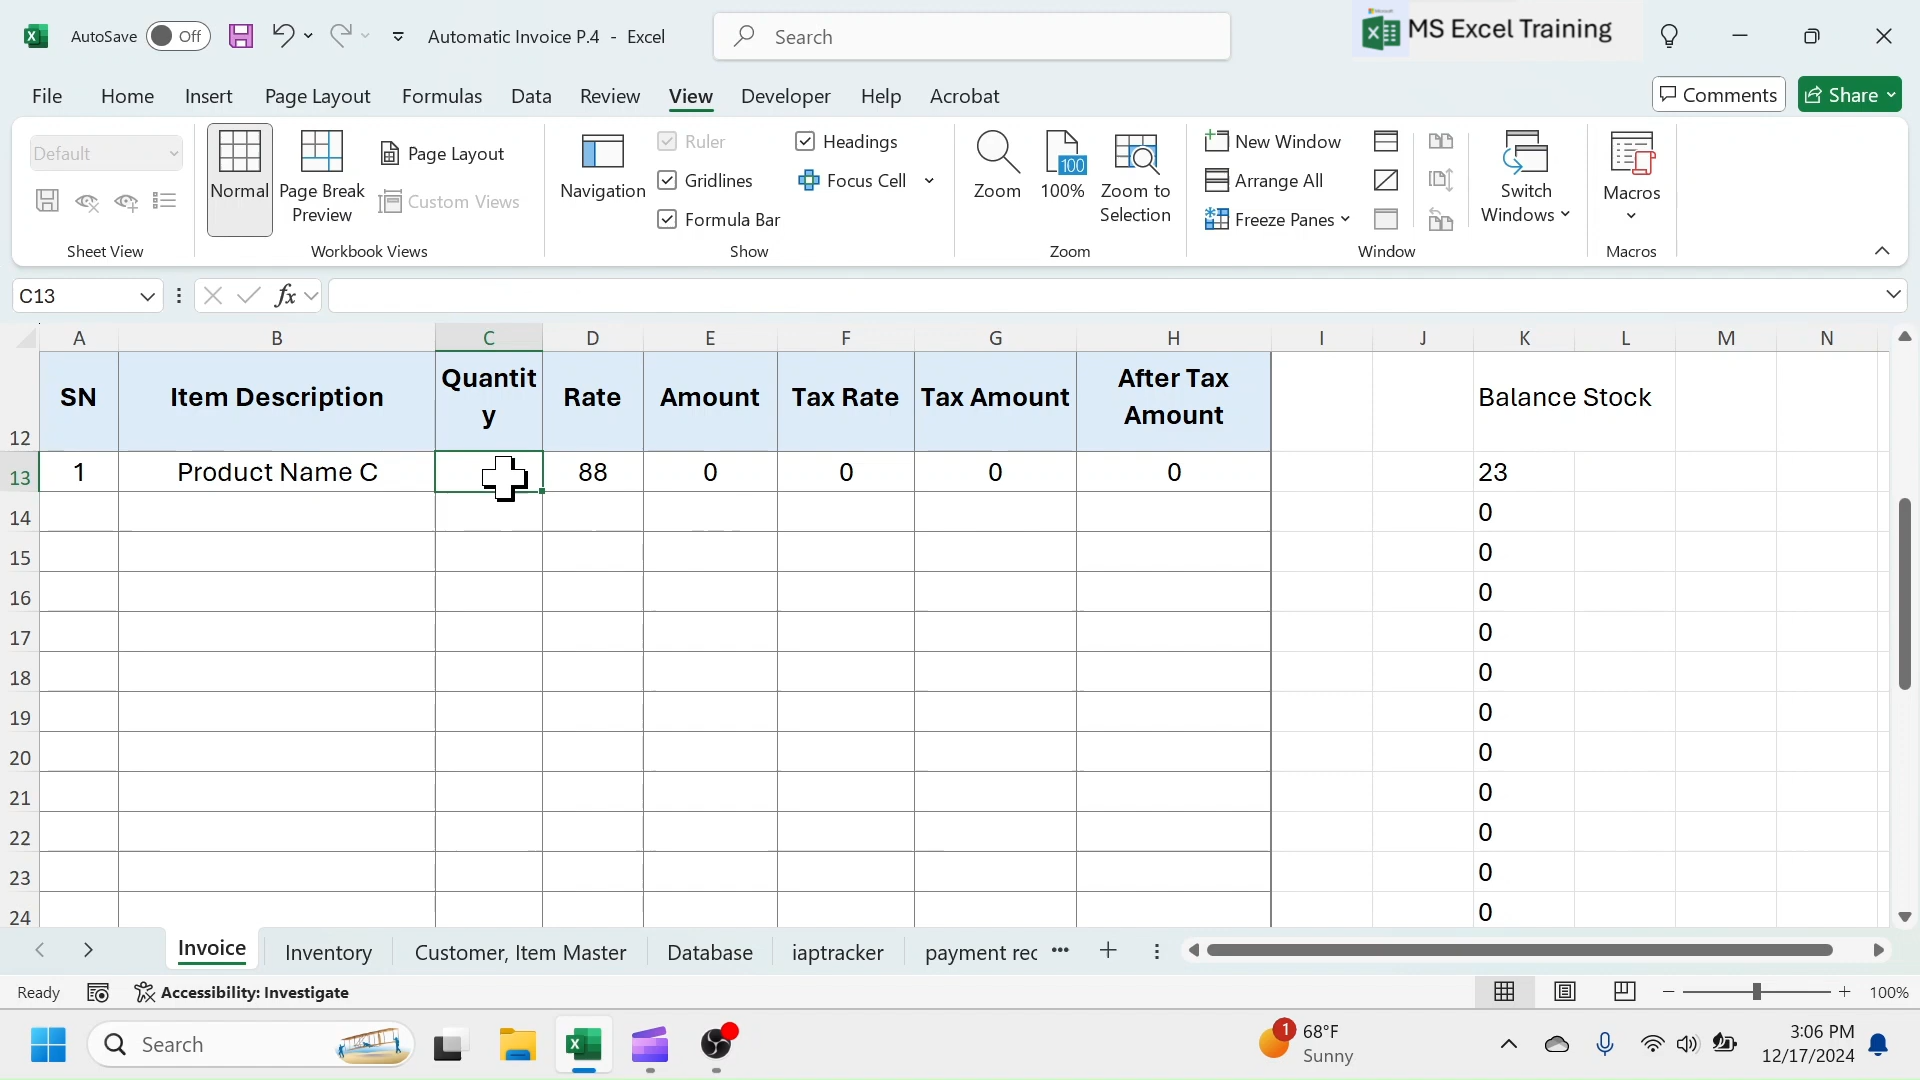 AutoSave Off Automatic Invoice P.4 - Excel Search Microsoft MS Excel Training
File Home Insert Page Layout Formulas Data Review View Developer Help Acrobat Comments Share
Default
Normal
Page Break Preview
Page Layout
Custom Views
Navigation
Ruler
Gridlines
Formula Bar
Headings
Focus Cell
Zoom
100
100%
Zoom to Selection
New Window
Arrange All
Freeze Panes
Switch Windows
Macros
Sheet View Workbook Views Show Zoom Window Macros
C13 fx
A B C D E F G H I J K L M N
12 SN Item Description Quantit
y Rate Amount Tax Rate Tax Amount After Tax Amount Balance Stock
13 1 Product Name C 88 0 0 0 0 23
14 0
15 0
16 0
17 0
18 0
19 0
20 0
21 0
22 0
23 0
24 0
Invoice Inventory Customer, Item Master Database iaptracker payment rec ...
Ready Accessibility: Investigate 100%
Search 1 68°F
Sunny
3:06 PM
12/17/2024